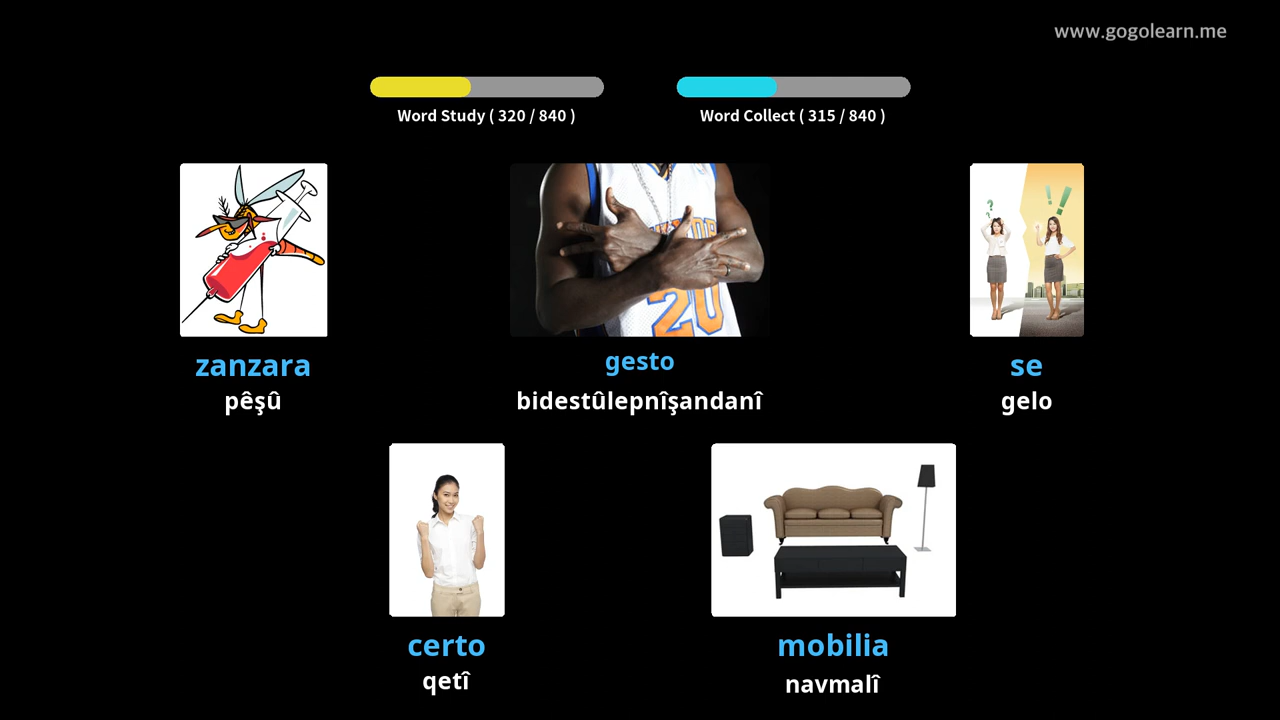 www.gogolearn.me
Word Study ( 320 / 840 )
Word Collect ( 315 / 840 )
20
zanzara
gesto
se
pêşû
bidestûlepnîşandanî
gelo
certo
mobilia
qetî
navmalî